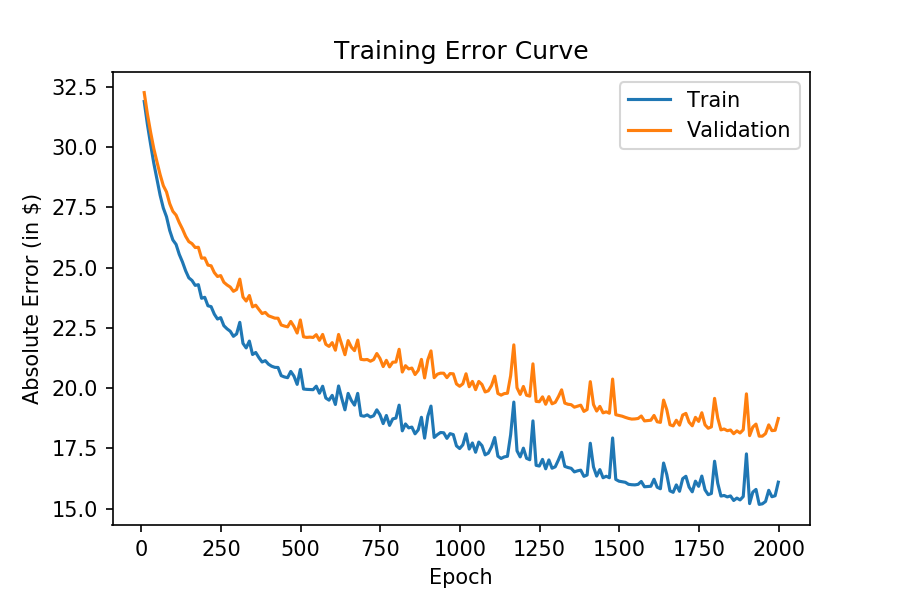 Training Error Curve
Train
Validation
Absolute Error (in $)
32.5
30.0
27.5
25.0
22.5
20.0
17.5
15.0
0 250 500 750 1000 1250 1500 1750 2000
Epoch